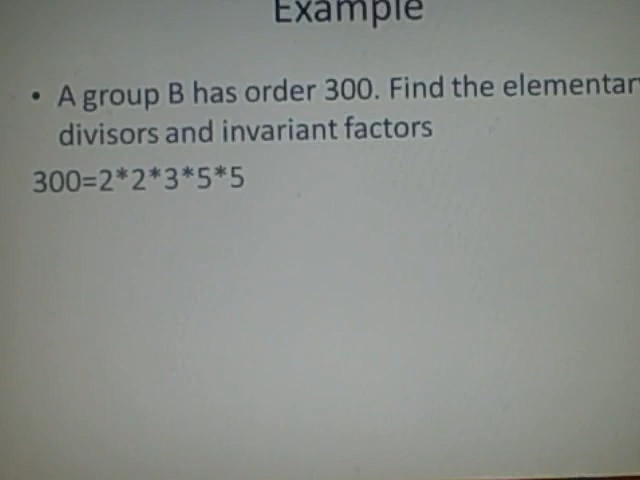 Example
• A group B has order 300. Find the elementar
divisors and invariant factors
300=2*2*3*5*5